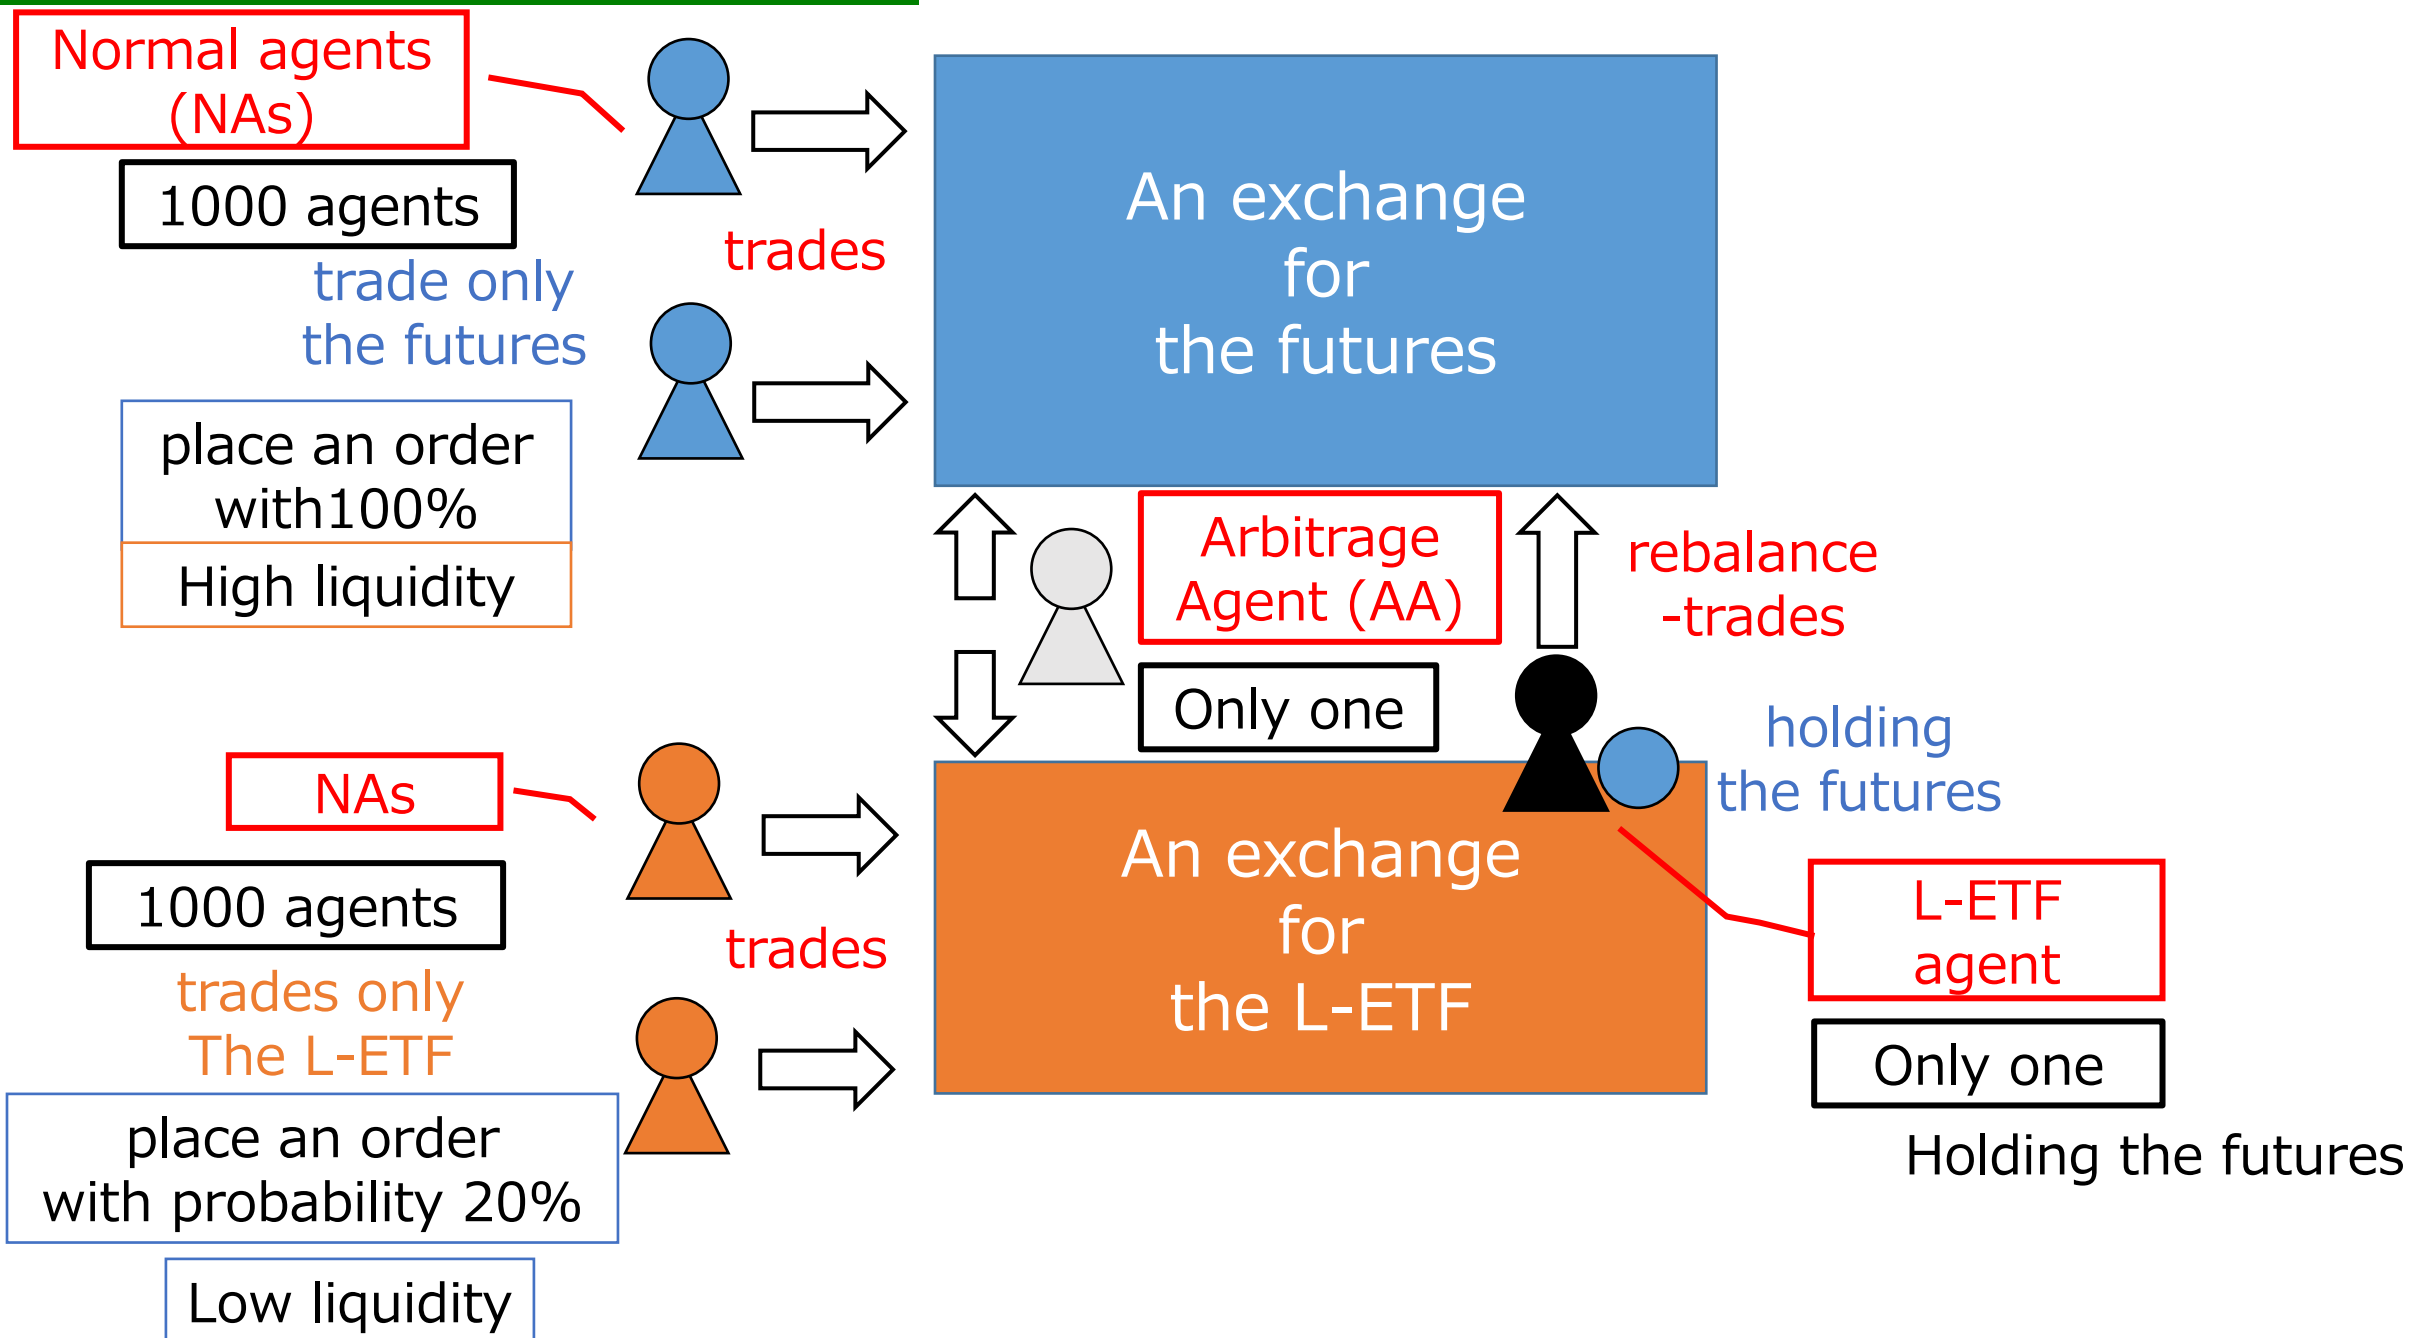 Normal agents
(NAs)
1000 agents
trade only
the futures
trades
place an order
with100%
High liquidity
An exchange
for
the futures
Arbitrage
Agent (AA)
Only one
rebalance
-trades
holding
the futures
NAs
1000 agents
trades only
The L-ETF
trades
place an order
with probability 20%
Low liquidity
An exchange
for
the L-ETF
L-ETF
agent
Only one
Holding the futures